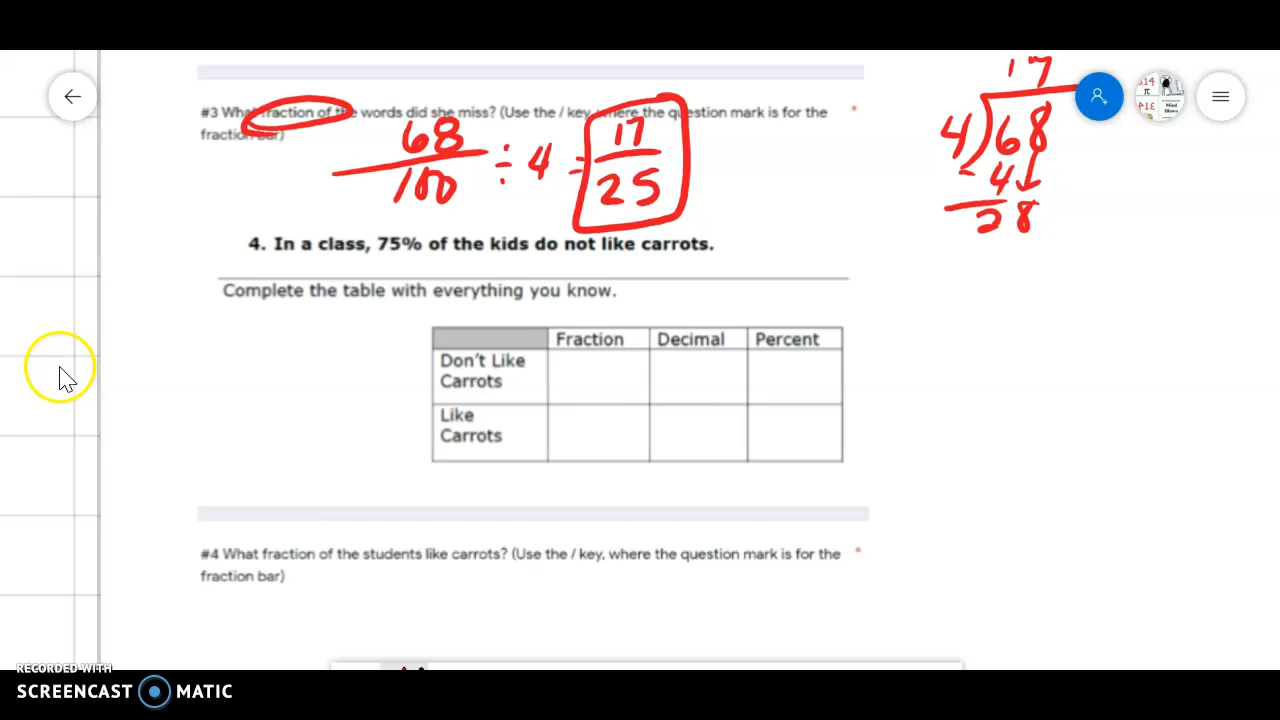 #3 What fraction of the words did she miss? (Use the / key, where the question mark is for the *
fraction bar)
68/100 ÷ 4 = 17/25
17
4)68
- 4
28
4. In a class, 75% of the kids do not like carrots.
Complete the table with everything you know.
Fraction Decimal Percent
Don't Like
Carrots
Like
Carrots
#4 What fraction of the students like carrots? (Use the / key, where the question mark is for the *
fraction bar)
RECORDED WITH
SCREENCAST MATIC